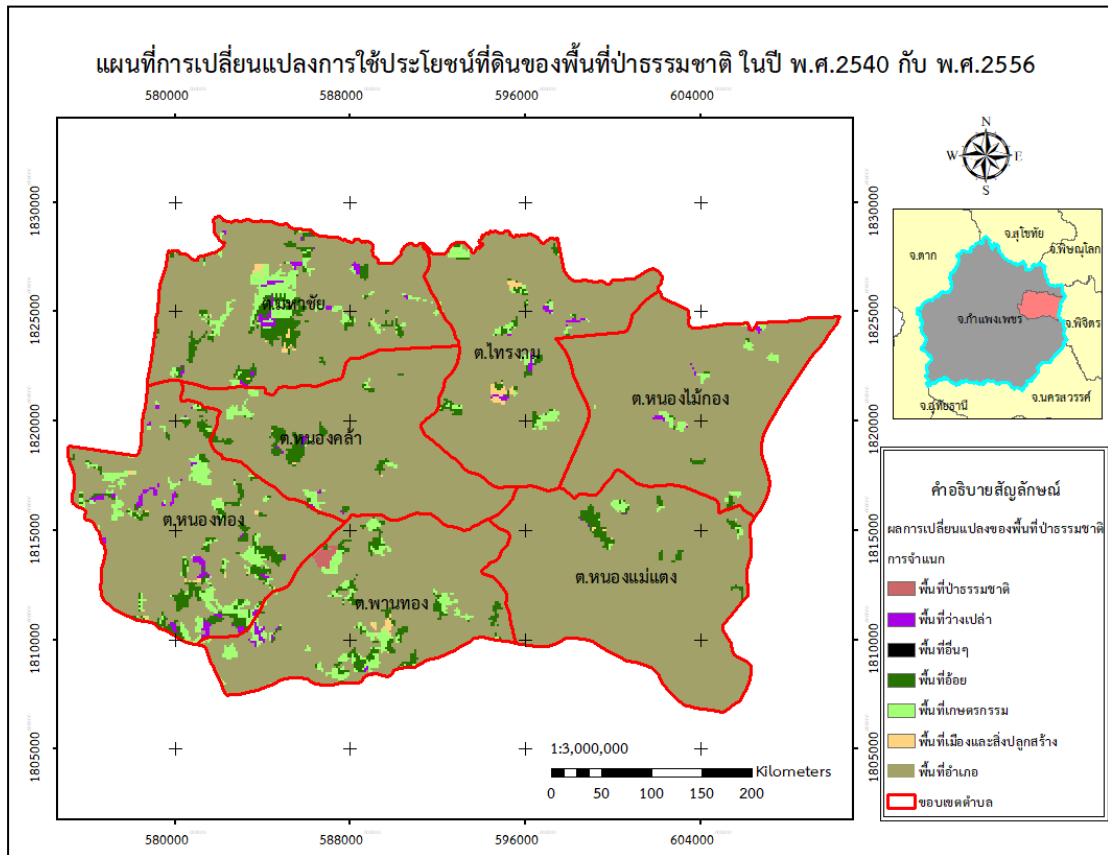 แผนที่การเปลี่ยนแปลงการใช้ประโยชน์ที่ดินของพื้นที่ป่าธรรมชาติ ในปี พ.ศ.2540 กับ พ.ศ.2556
580000 588000 596000 604000
1830000 1830000
1825000 1825000
1820000 1820000
1815000 1815000
1810000 1810000
1805000 1805000
ต.มหาชัย
ต.ไทรงาม
ต.หนองไม้กอง
ต.หนองคล้า
ต.หนองทอง
ต.หนองแม่แตง
ต.พานทอง
1:3,000,000
Kilometers
0 50 100 150 200
580000 588000 596000 604000
N
W E
S
จ.สุโขทัย
จ.ตาก
จ.พิษณุโลก
จ.กำแพงเพชร
จ.พิจิตร
จ.นครสวรรค์
จ.อุทัยธานี
คำอธิบายสัญลักษณ์
ผลการเปลี่ยนแปลงของพื้นที่ป่าธรรมชาติ
การจำแนก
พื้นที่ป่าธรรมชาติ
พื้นที่ว่างเปล่า
พื้นที่อื่นๆ
พื้นที่อ้อย
พื้นที่เกษตรกรรม
พื้นที่เมืองและสิ่งปลูกสร้าง
พื้นที่อำเภอ
ขอบเขตตำบล